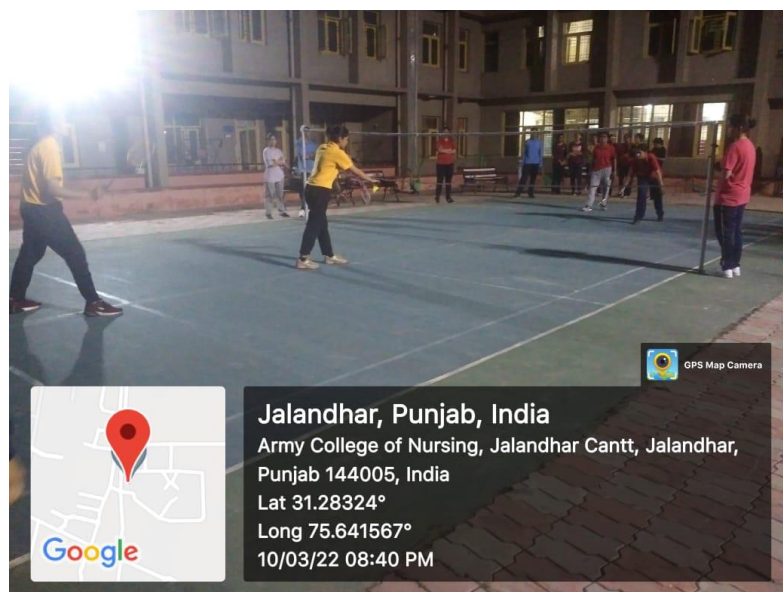 GPS Map Camera
Jalandhar, Punjab, India
Army College of Nursing, Jalandhar Cantt, Jalandhar,
Punjab 144005, India
Lat 31.28324°
Long 75.641567°
10/03/22 08:40 PM
Google